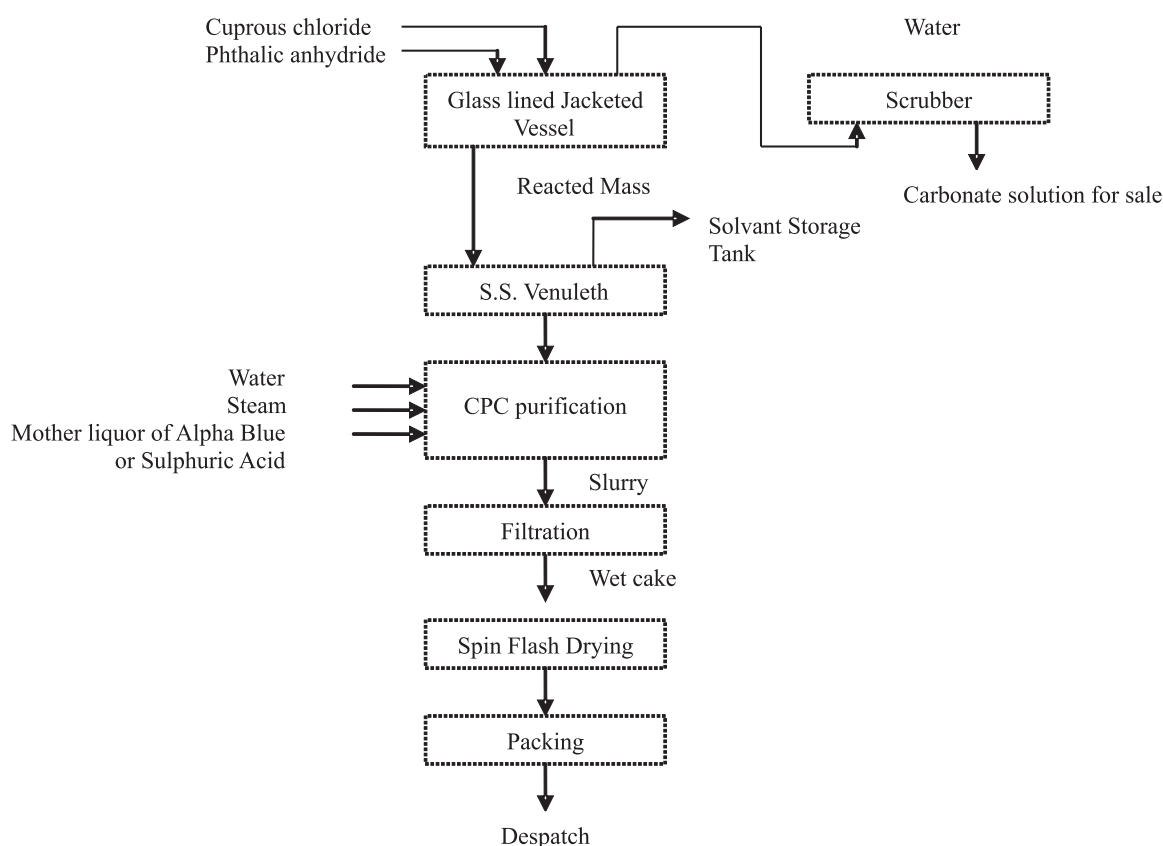 Cuprous chloride
Phthalic anhydride
Water
Glass lined Jacketed
Vessel
Scrubber
Reacted Mass
Carbonate solution for sale
Solvant Storage
Tank
S.S. Venuleth
Water
Steam
Mother liquor of Alpha Blue
or Sulphuric Acid
CPC purification
Slurry
Filtration
Wet cake
Spin Flash Drying
Packing
Despatch